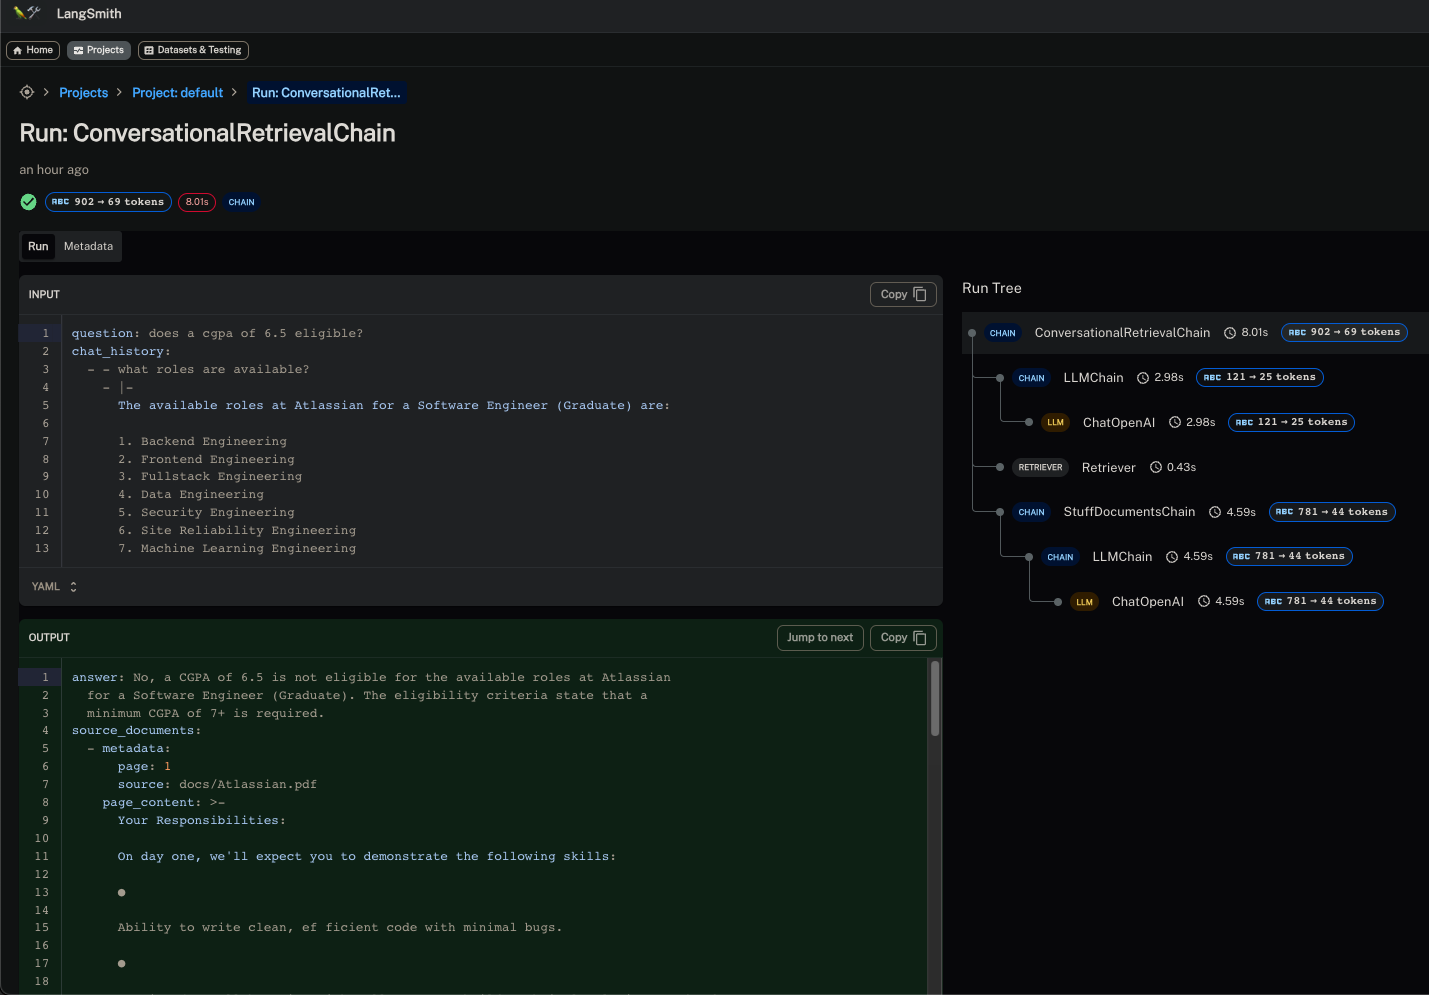 LangSmith
Home Projects Datasets & Testing
Projects > Project: default > Run: ConversationalRet...
Run: ConversationalRetrievalChain
an hour ago
ABC 902 → 69 tokens 8.01s CHAIN
Run Metadata
INPUT Copy
1 question: does a cgpa of 6.5 eligible?
2 chat_history:
3 - - what roles are available?
4 - |-
5 The available roles at Atlassian for a Software Engineer (Graduate) are:
6
7 1. Backend Engineering
8 2. Frontend Engineering
9 3. Fullstack Engineering
10 4. Data Engineering
11 5. Security Engineering
12 6. Site Reliability Engineering
13 7. Machine Learning Engineering
YAML
OUTPUT Jump to next Copy
1 answer: No, a CGPA of 6.5 is not eligible for the available roles at Atlassian
2 for a Software Engineer (Graduate). The eligibility criteria state that a
3 minimum CGPA of 7+ is required.
4 source_documents:
5 - metadata:
6 page: 1
7 source: docs/Atlassian.pdf
8 page_content: >-
9 Your Responsibilities:
10
11 On day one, we'll expect you to demonstrate the following skills:
12
13 ●
14
15 Ability to write clean, ef ficient code with minimal bugs.
16
17 ●
18
Run Tree
CHAIN ConversationalRetrievalChain 8.01s ABC 902 → 69 tokens
CHAIN LLMChain 2.98s ABC 121 → 25 tokens
LLM ChatOpenAI 2.98s ABC 121 → 25 tokens
RETRIEVER Retriever 0.43s
CHAIN StuffDocumentsChain 4.59s ABC 781 → 44 tokens
CHAIN LLMChain 4.59s ABC 781 → 44 tokens
LLM ChatOpenAI 4.59s ABC 781 → 44 tokens